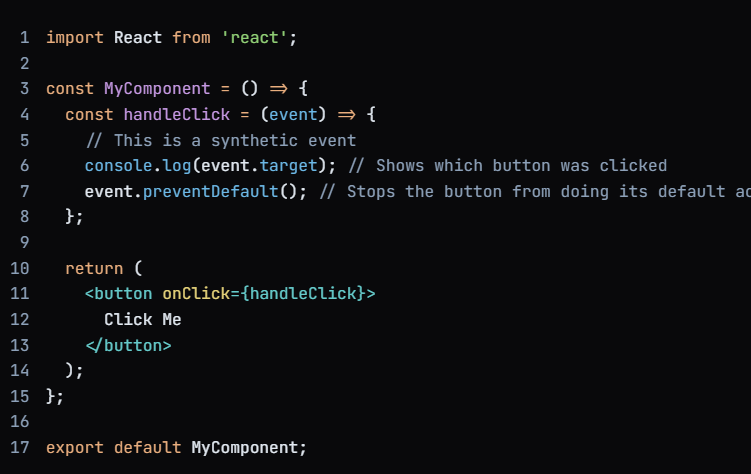 1 import React from 'react';
2
3 const MyComponent = () => {
4 const handleClick = (event) => {
5 // This is a synthetic event
6 console.log(event.target); // Shows which button was clicked
7 event.preventDefault(); // Stops the button from doing its default
8 };
9
10 return (
11 <button onClick={handleClick}>
12 Click Me
13 </button>
14 );
15 };
16
17 export default MyComponent;